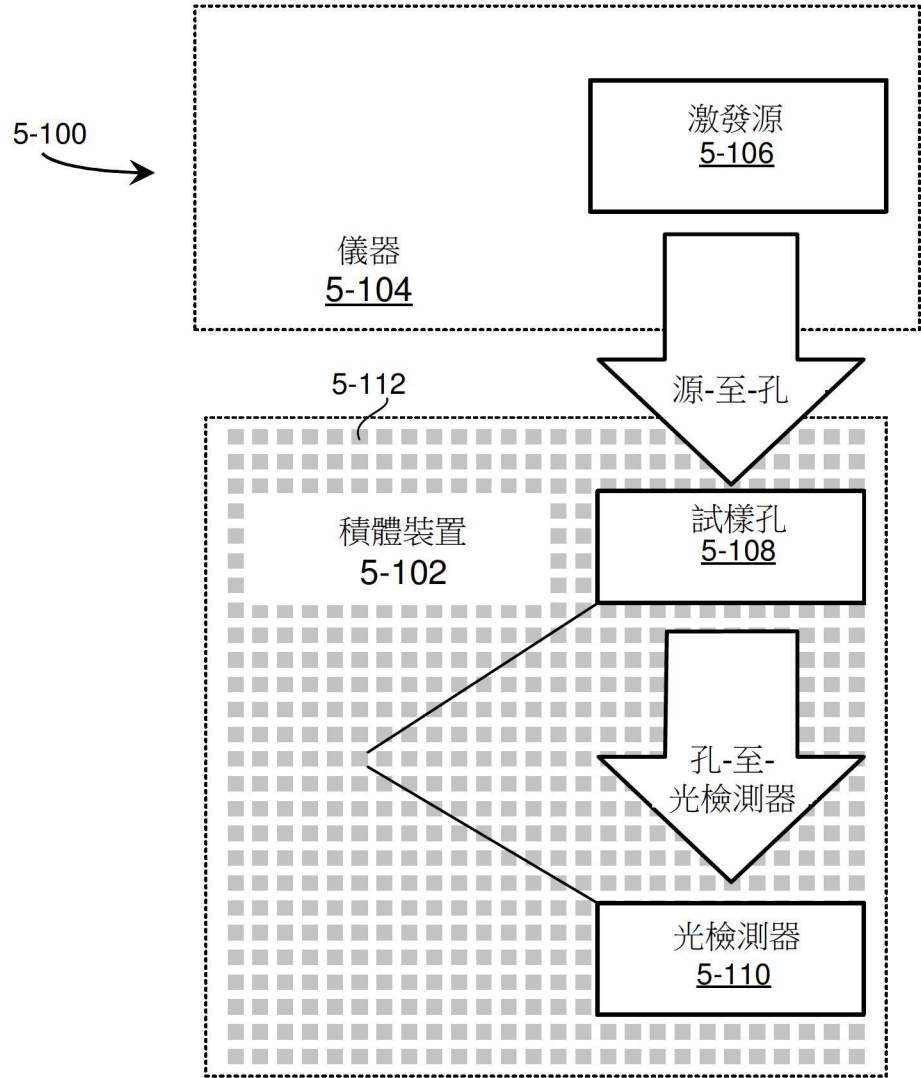 激發源
5-106
5-100
儀器
5-104
源-至-孔
5-112
試樣孔
5-108
積體裝置
5-102
孔-至-
光檢測器
光檢測器
5-110